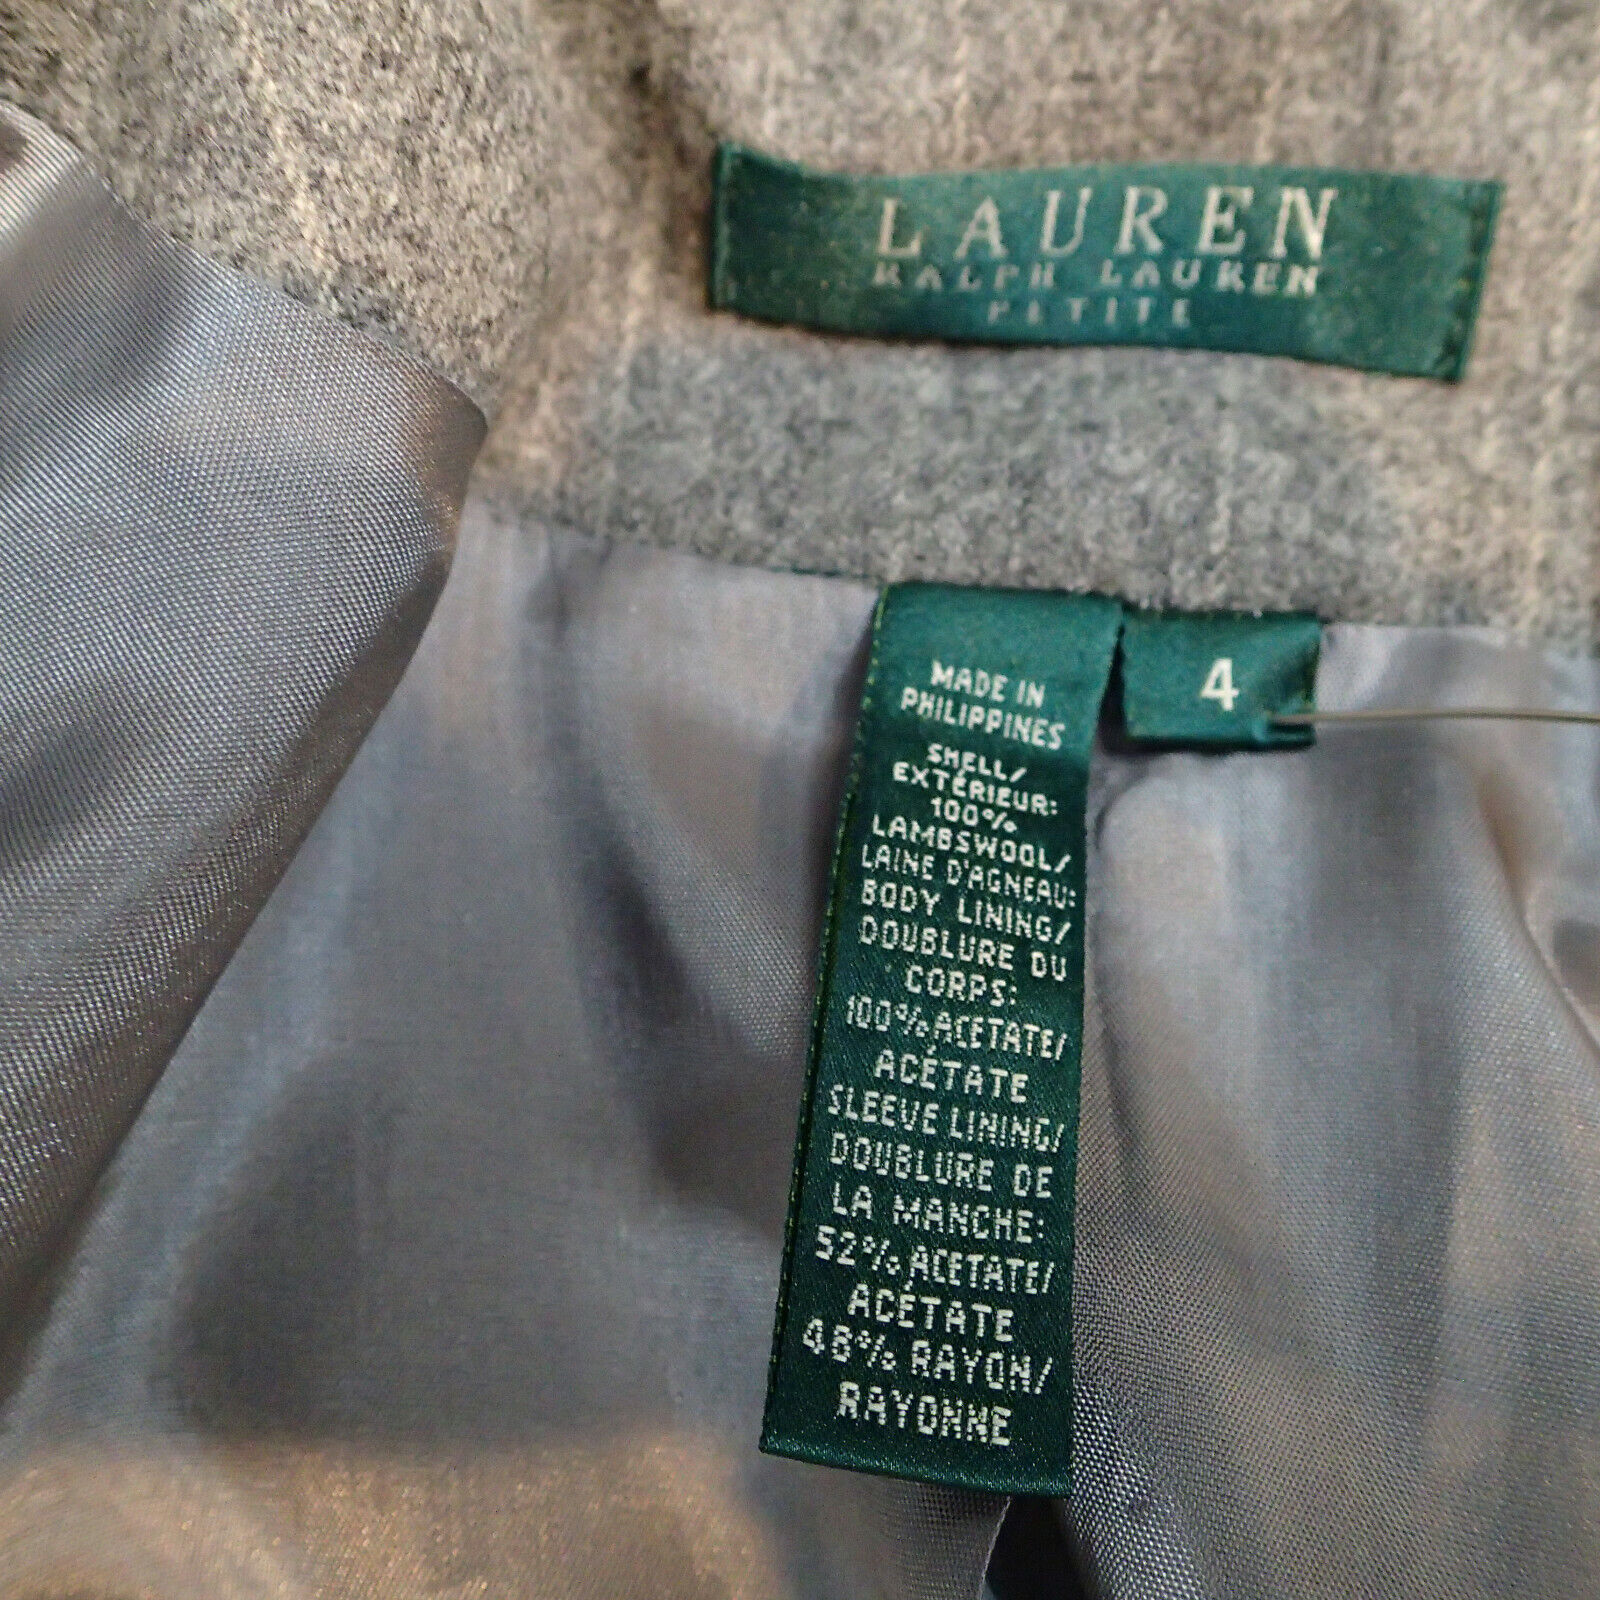 LAUREN
RALPH LAUREN
PETITE
4
MADE IN
PHILIPPINES
SHELL/
EXTÉRIEUR:
100%
LAMBSWOOL/
LAINE D'AGNEAU:
BODY LINING/
DOUBLURE DU
CORPS:
100% ACETATE/
ACÉTATE
SLEEVE LINING/
DOUBLURE DE
LA MANCHE:
52% ACETATE/
ACÉTATE
48% RAYON/
RAYONNE